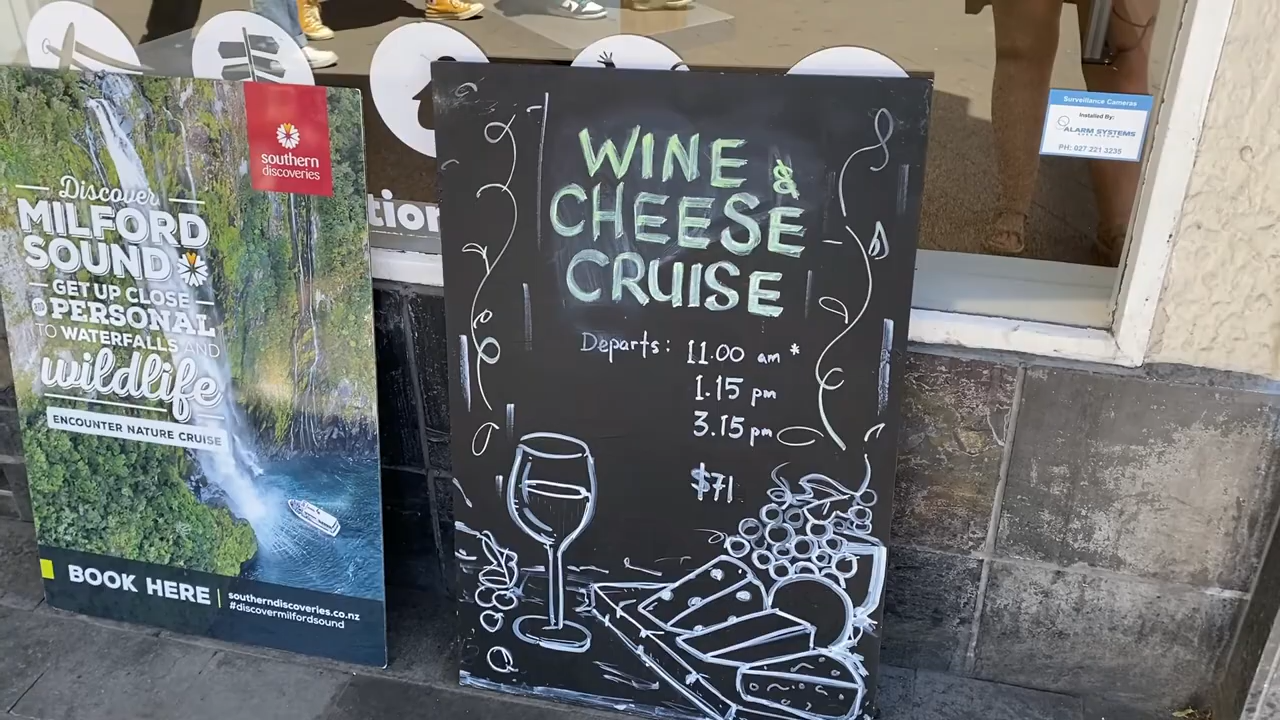 southern
discoveries
Discover
MILFORD
SOUND
GET UP CLOSE
& PERSONAL
TO WATERFALLS AND
wildlife
ENCOUNTER NATURE CRUISE
BOOK HERE
southerndiscoveries.co.nz
#discovermilfordsound
tion
WINE &
CHEESE
CRUISE
Departs: 11.00 am *
1.15 pm
3.15 pm
$71
Surveillance Cameras
Installed By:
ALARM SYSTEMS
PH: 027 221 3235